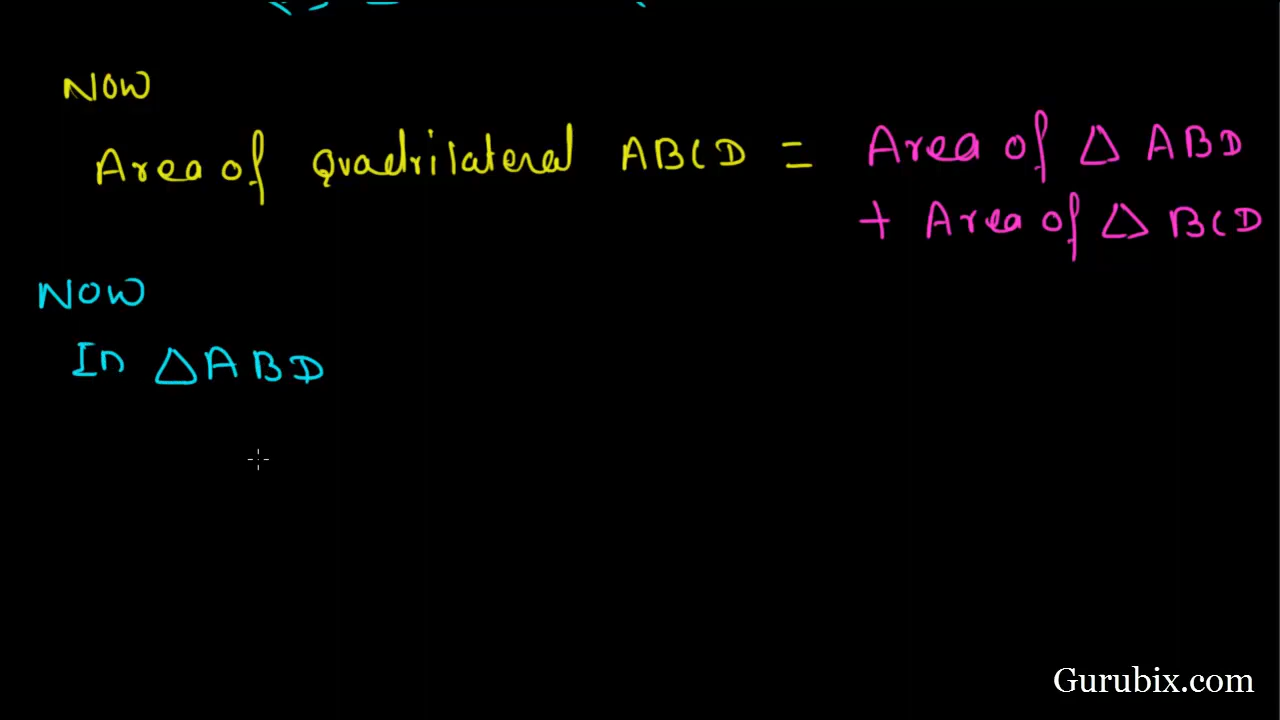 Now
Area of Quadrilateral ABCD = Area of △ ABD
+ Area of △ BCD
Now
In △ABD
Gurubix.com